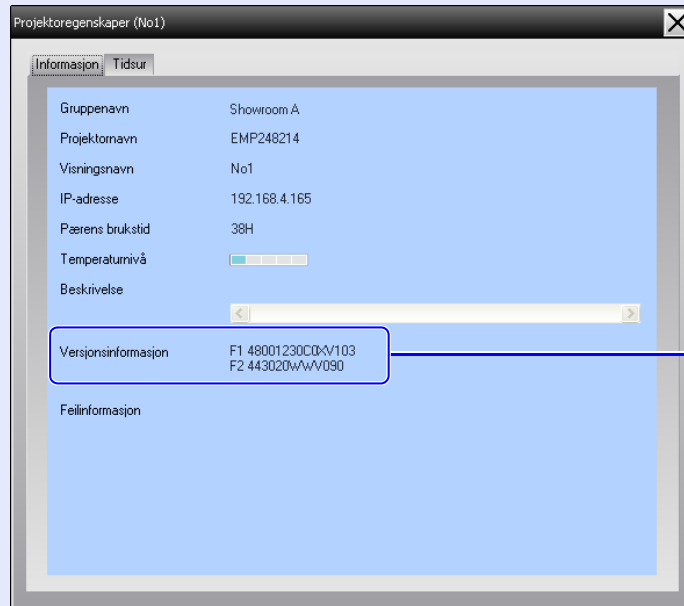 Projektoregenskaper (No1)
Informasjon Tidsur
Gruppenavn Showroom A
Projektornavn EMP248214
Visningsnavn No1
IP-adresse 192.168.4.165
Pærens brukstid 38H
Temperaturnivå
Beskrivelse
Versjonsinformasjon F1 48001230C0XV103
F2 443020WWV090
Feilinformasjon